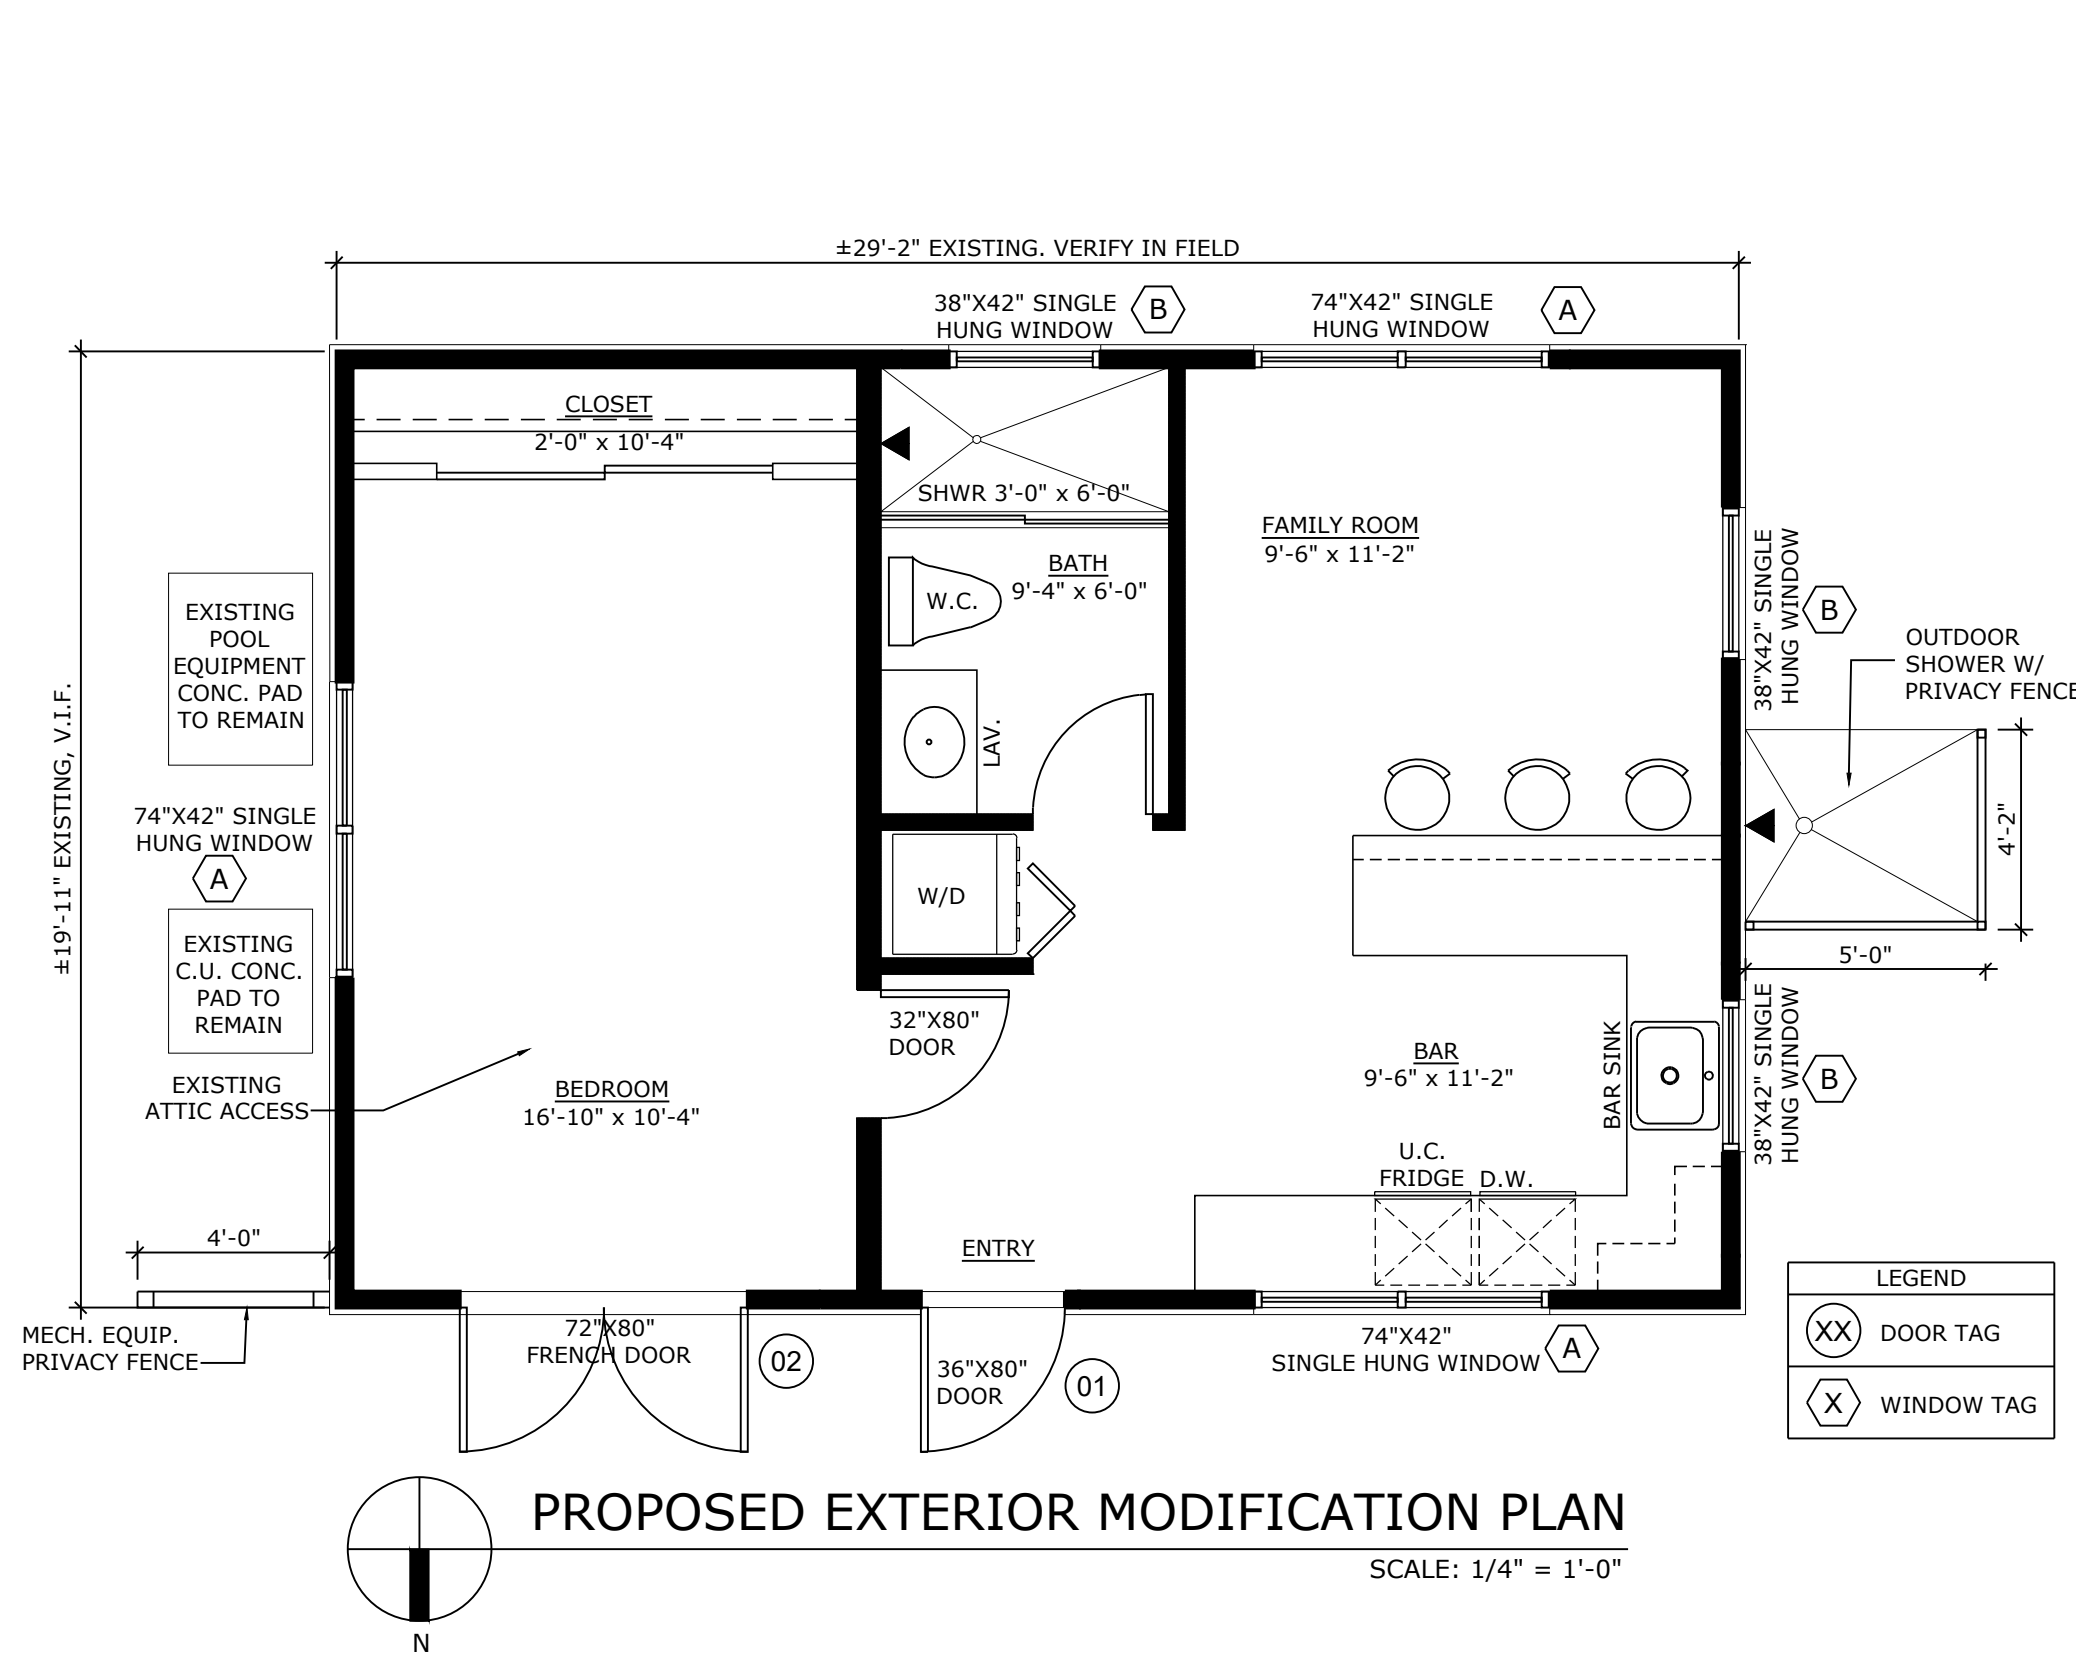 ±29'-2" EXISTING. VERIFY IN FIELD
38"X42" SINGLE
HUNG WINDOW
B
74"X42" SINGLE
HUNG WINDOW
A
CLOSET
2'-0" x 10'-4"
SHWR 3'-0" x 6'-0"
FAMILY ROOM
9'-6" x 11'-2"
BATH
9'-4" x 6'-0"
W.C.
LAV.
EXISTING
POOL
EQUIPMENT
CONC. PAD
TO REMAIN
±19'-11" EXISTING, V.I.F.
74"X42" SINGLE
HUNG WINDOW
A
EXISTING
C.U. CONC.
PAD TO
REMAIN
EXISTING
ATTIC ACCESS
38"X42" SINGLE
HUNG WINDOW
B
OUTDOOR
SHOWER W/
PRIVACY FENCE
4'-2"
5'-0"
W/D
32"X80"
DOOR
BEDROOM
16'-10" x 10'-4"
BAR
9'-6" x 11'-2"
BAR SINK
38"X42" SINGLE
HUNG WINDOW
B
U.C.
FRIDGE
D.W.
ENTRY
4'-0"
MECH. EQUIP.
PRIVACY FENCE
72"X80"
FRENCH DOOR
02
36"X80"
DOOR
01
74"X42"
SINGLE HUNG WINDOW
A
LEGEND
XX DOOR TAG
X WINDOW TAG
PROPOSED EXTERIOR MODIFICATION PLAN
SCALE: 1/4" = 1'-0"
N